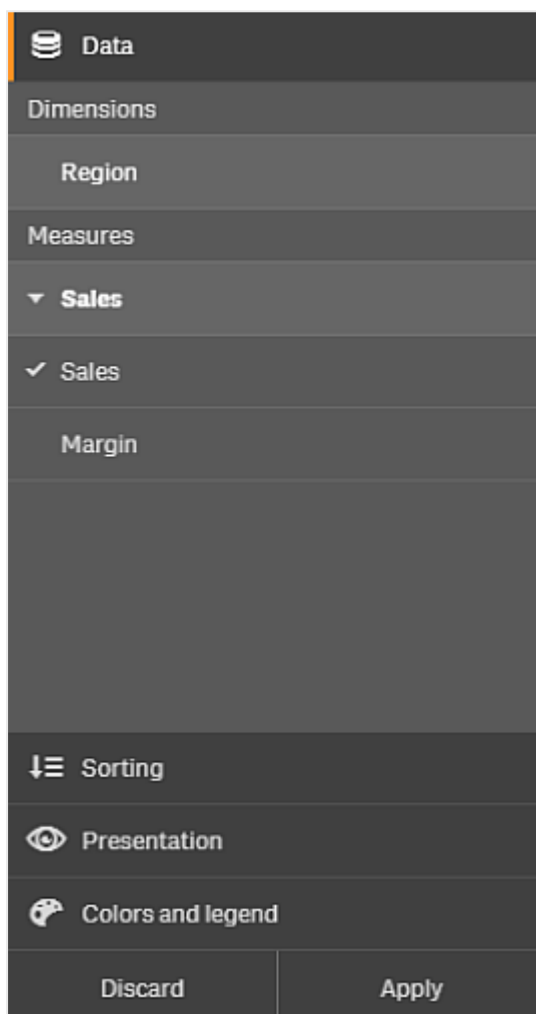 Data
Dimensions
Region
Measures
Sales
Sales
Margin
Sorting
Presentation
Colors and legend
Discard Apply